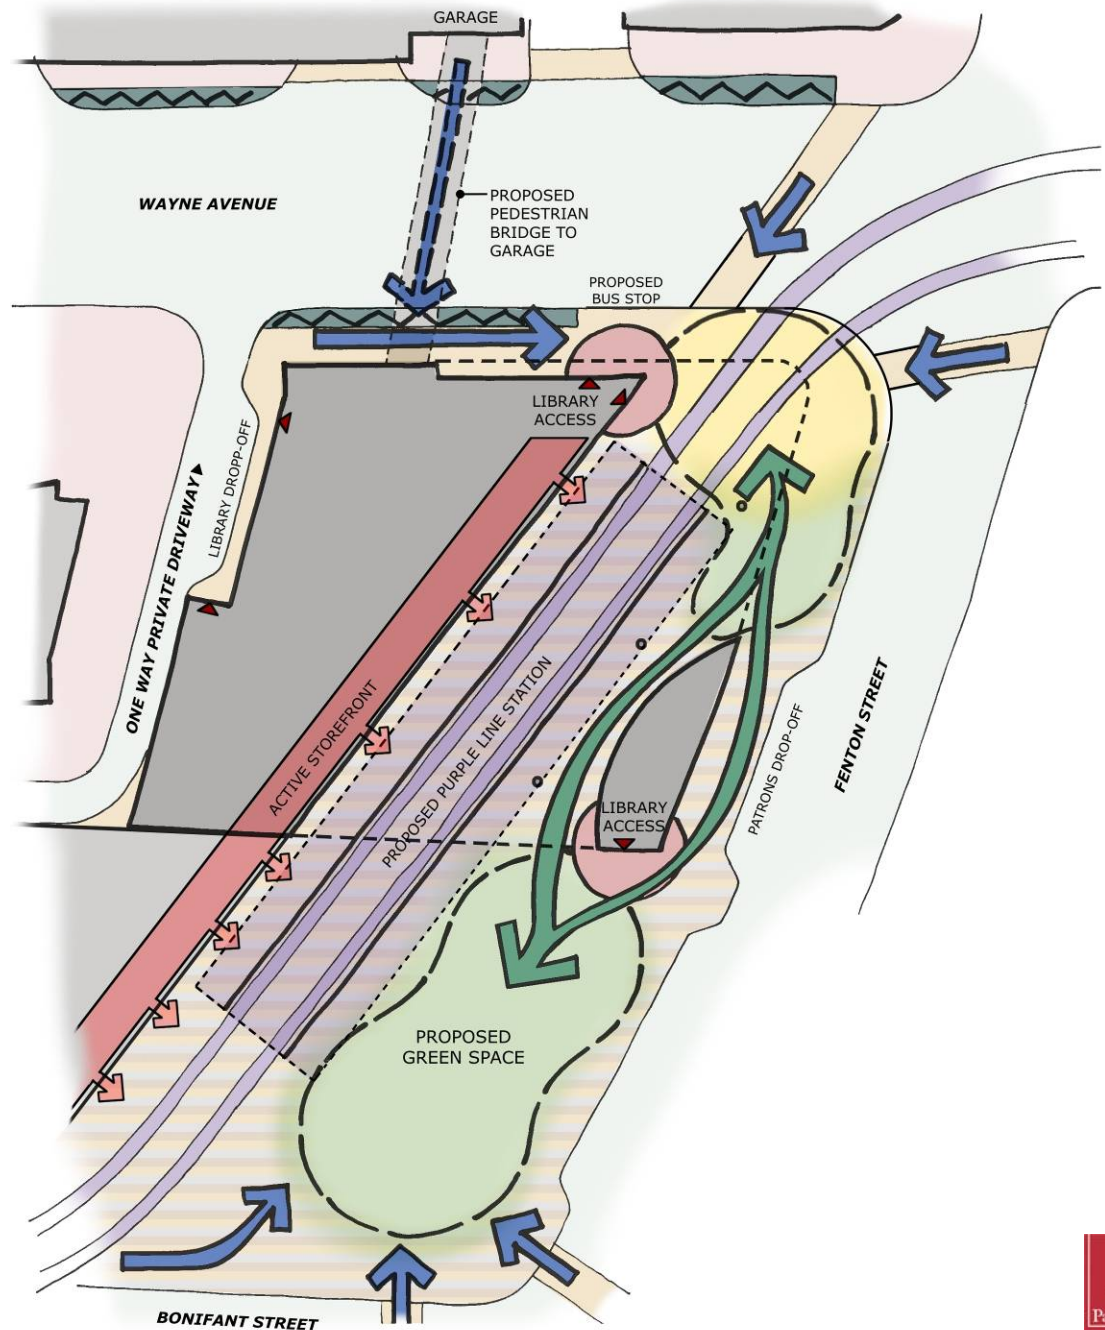 GARAGE
WAYNE AVENUE
PROPOSED
PEDESTRIAN
BRIDGE TO
GARAGE
PROPOSED
BUS STOP
LIBRARY
ACCESS
LIBRARY DROPP-OFF
ONE WAY PRIVATE DRIVEWAY
ACTIVE STOREFRONT
PROPOSED PURPLE LINE STATION
PATRONS DROP-OFF
FENTON STREET
LIBRARY
ACCESS
PROPOSED
GREEN SPACE
BONIFANT STREET